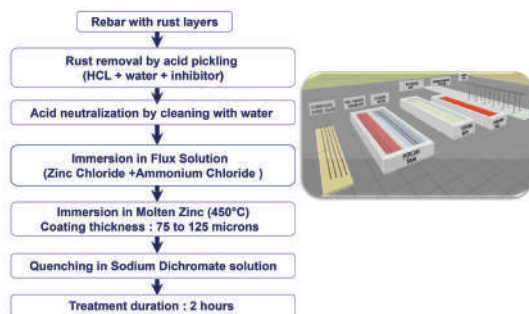 Rebar with rust layers
Rust removal by acid pickling
(HCL + water + inhibitor)
Acid neutralization by cleaning with water
Immersion in Flux Solution
(Zinc Chloride +Ammonium Chloride )
Immersion in Molten Zinc (450°C)
Coating thickness : 75 to 125 microns
Quenching in Sodium Dichromate solution
Treatment duration : 2 hours